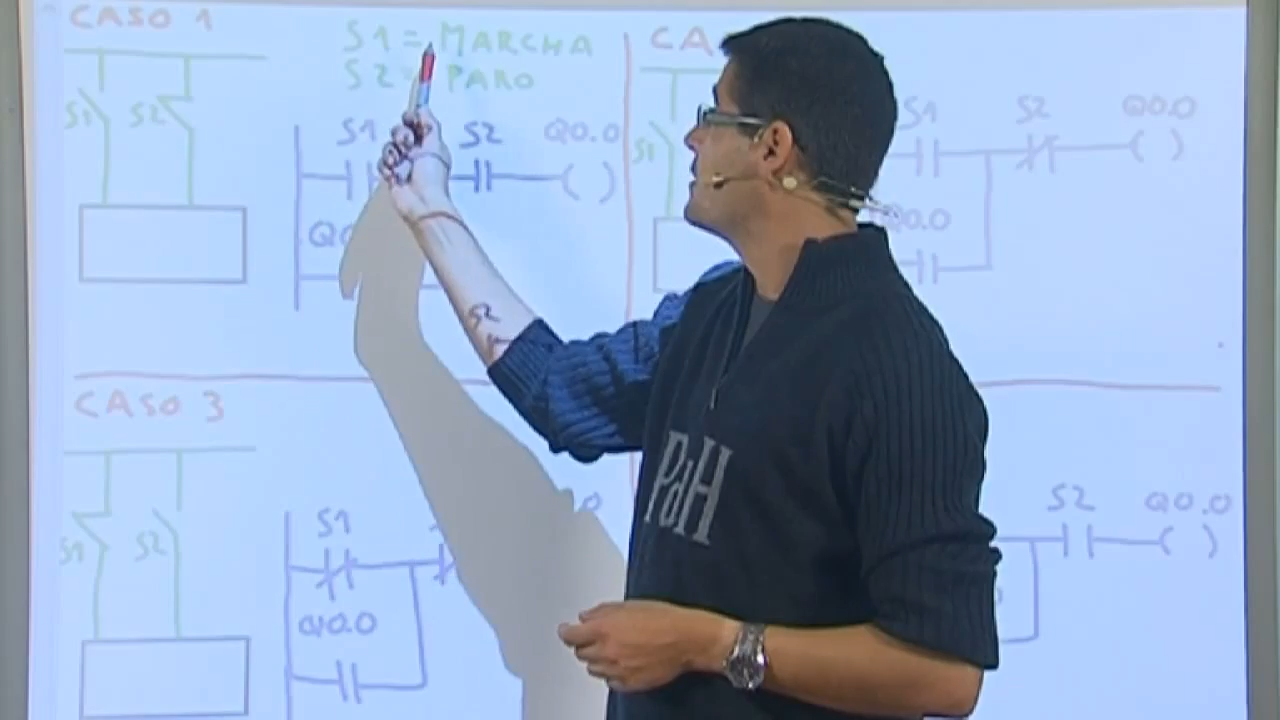 CASO 1
S1 = MARCHA
S2 = PARO
S1 S2
S1 S2 Q0.0
S2
S1
S1 S2 Q0.0
Q0.0
PdH
CASO 3
S1 S2
S1
Q0.0
S2 Q0.0